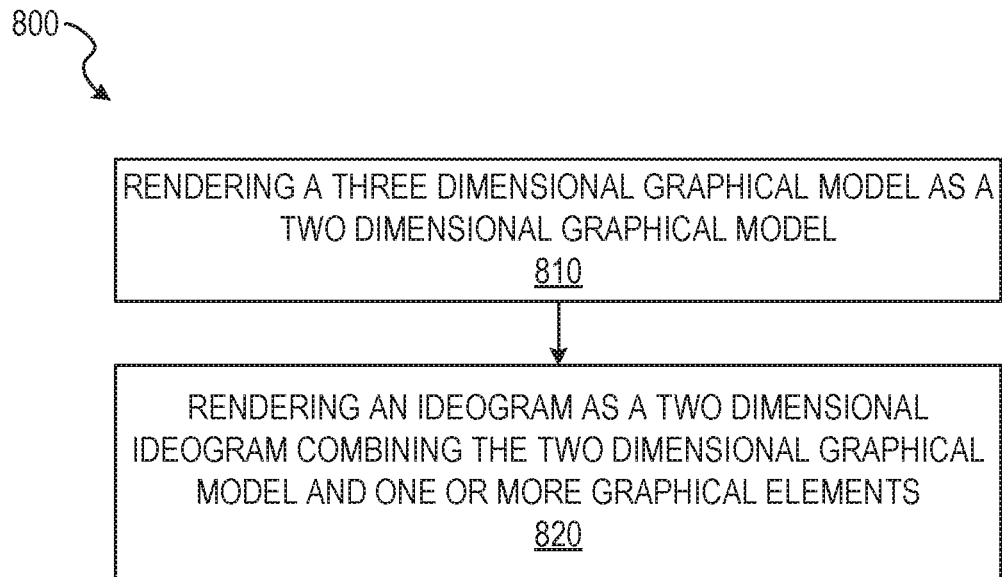 800
RENDERING A THREE DIMENSIONAL GRAPHICAL MODEL AS A
TWO DIMENSIONAL GRAPHICAL MODEL
810
RENDERING AN IDEOGRAM AS A TWO DIMENSIONAL
IDEOGRAM COMBINING THE TWO DIMENSIONAL GRAPHICAL
MODEL AND ONE OR MORE GRAPHICAL ELEMENTS
820